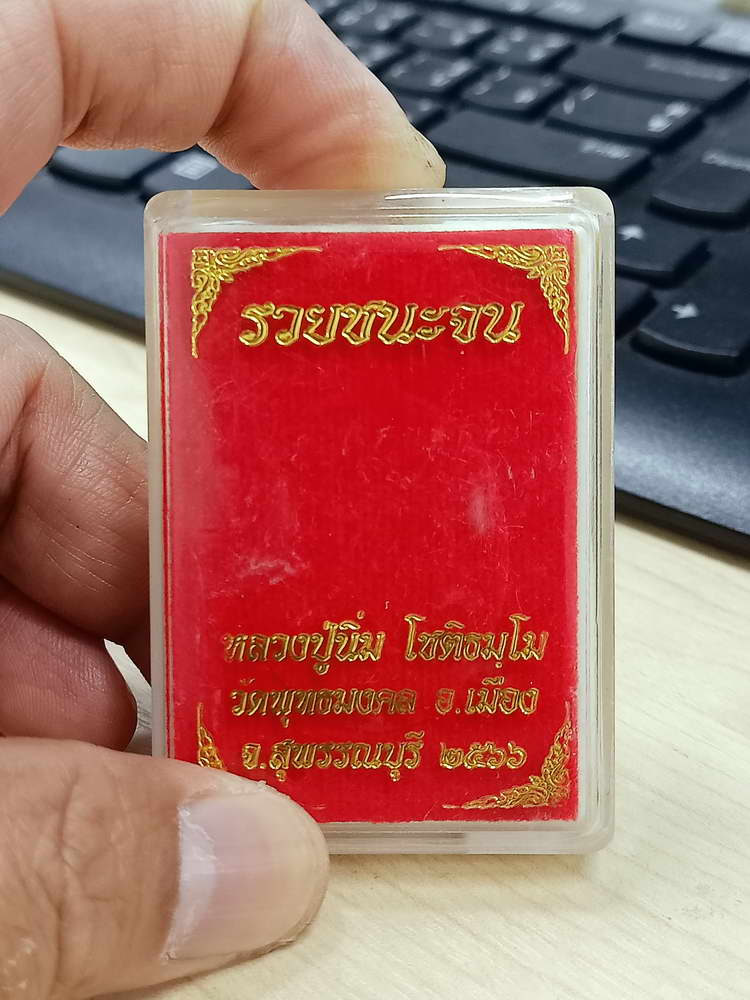 รวยชนะจน
หลวงปู่นิ่ม โชติธมฺโม
วัดพุทธมงคล อ.เมือง
จ.สุพรรณบุรี ๒๕๖๖